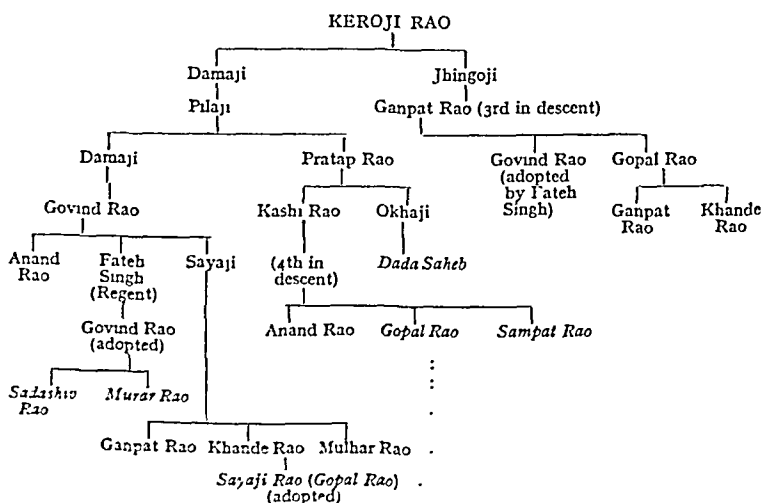 KEROJI RAO
Damaji Jhingoji
Pilaji Ganpat Rao (3rd in descent)
Damaji Pratap Rao Govind Rao Gopal Rao
(adopted
by Fateh
Singh)
Govind Rao Kashi Rao Okhaji Ganpat Khande
Rao Rao
Anand Fateh Sayaji (4th in Dada Saheb
Rao Singh descent)
(Regent)
Govind Rao Anand Rao Gopal Rao Sampat Rao
(adopted)
Sadashiv Murar Rao
Rao
Ganpat Rao Khande Rao Mulhar Rao
Sayaji Rao (Gopal Rao)
(adopted)